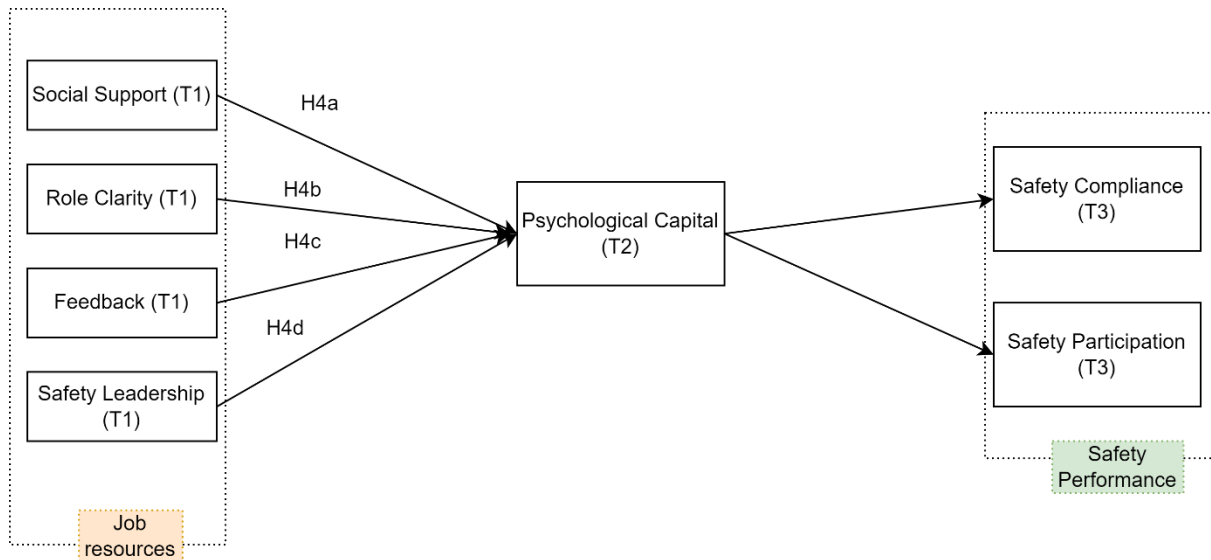 Social Support (T1)
H4a
Role Clarity (T1)
H4b
H4c
Feedback (T1)
H4d
Safety Leadership
(T1)
Job
resources
Psychological Capital
(T2)
Safety Compliance
(T3)
Safety Participation
(T3)
Safety
Performance